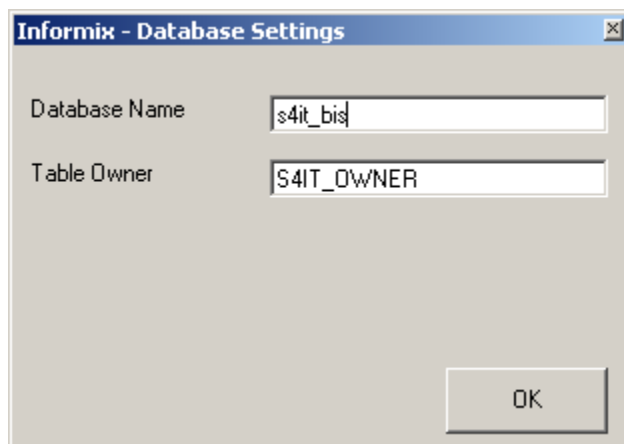 Informix - Database Settings
Database Name s4it_bis
Table Owner S4IT_OWNER
OK